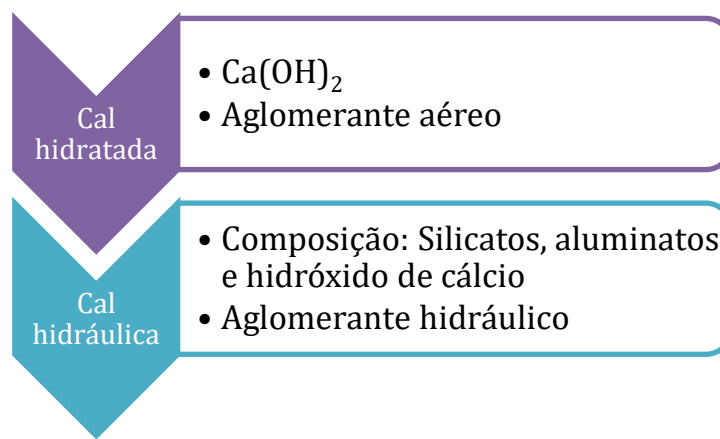 Cal
hidratada
• Ca(OH)₂
• Aglomerante aéreo
Cal
hidráulica
• Composição: Silicatos, aluminatos
e hidróxido de cálcio
• Aglomerante hidráulico